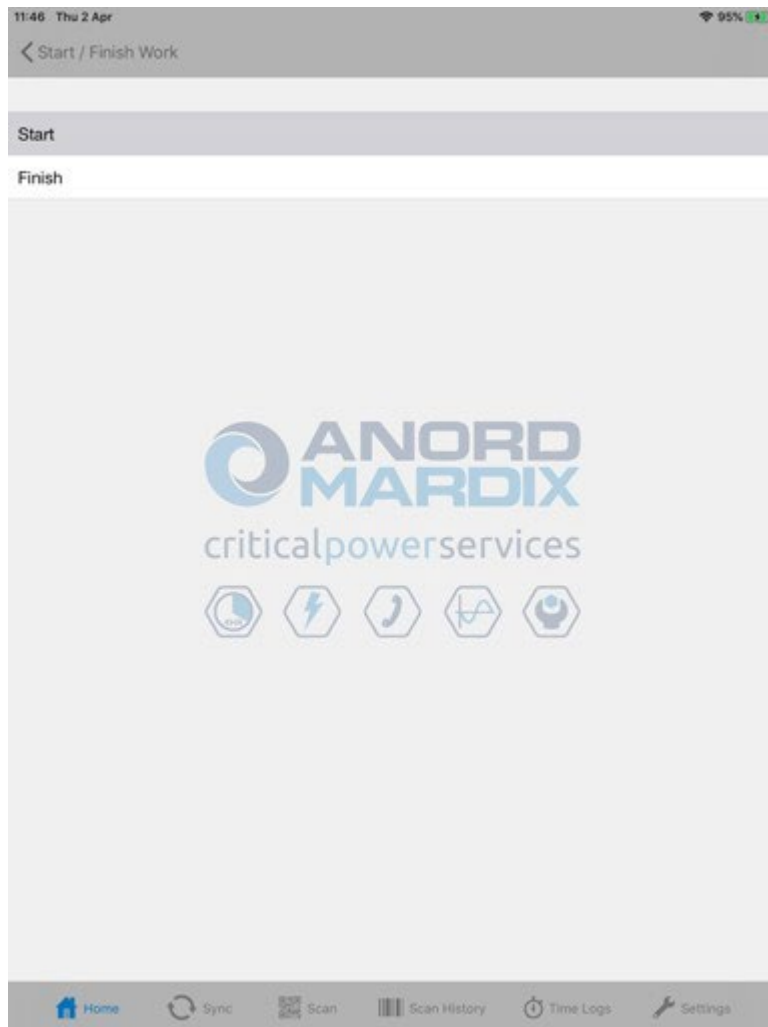 11:46 Thu 2 Apr 95%
Start / Finish Work
Start
Finish
ANORD
MARDIX
criticalpowerservices
Home Sync Scan Scan History Time Logs Settings